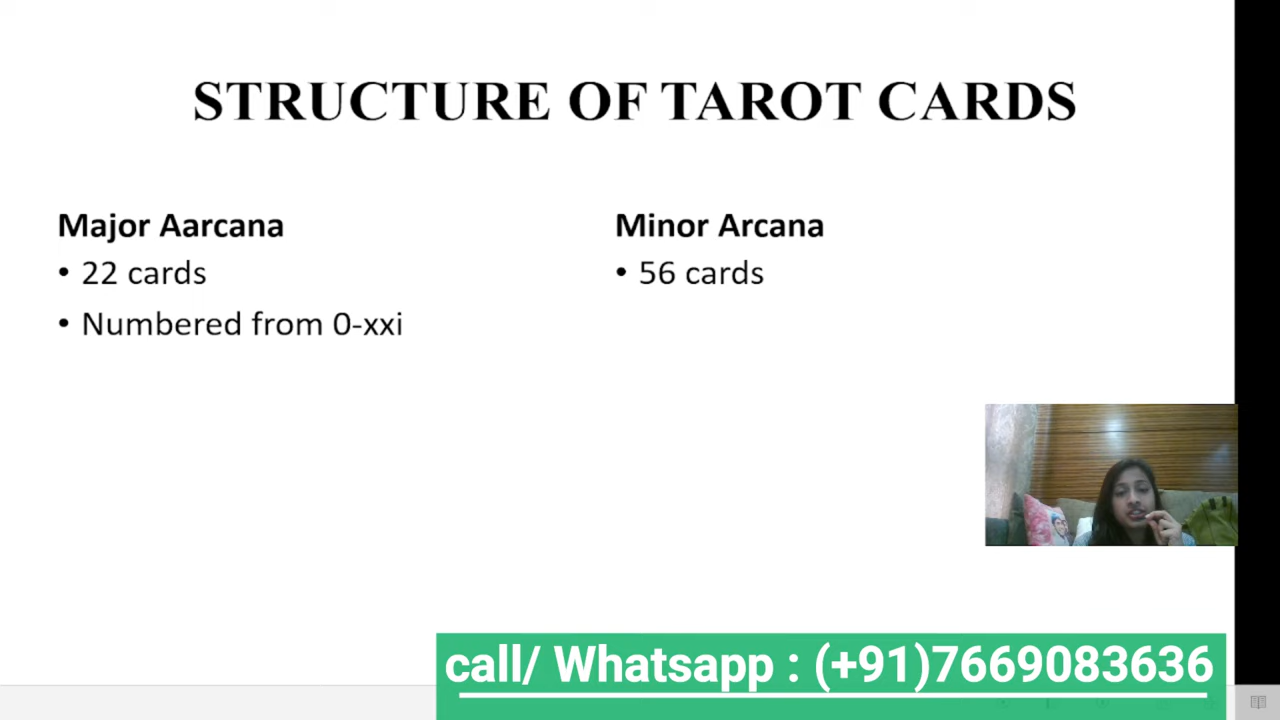 STRUCTURE OF TAROT CARDS
Major Aarcana
• 22 cards
• Numbered from 0-xxi
Minor Arcana
• 56 cards
call/ Whatsapp : (+91)7669083636